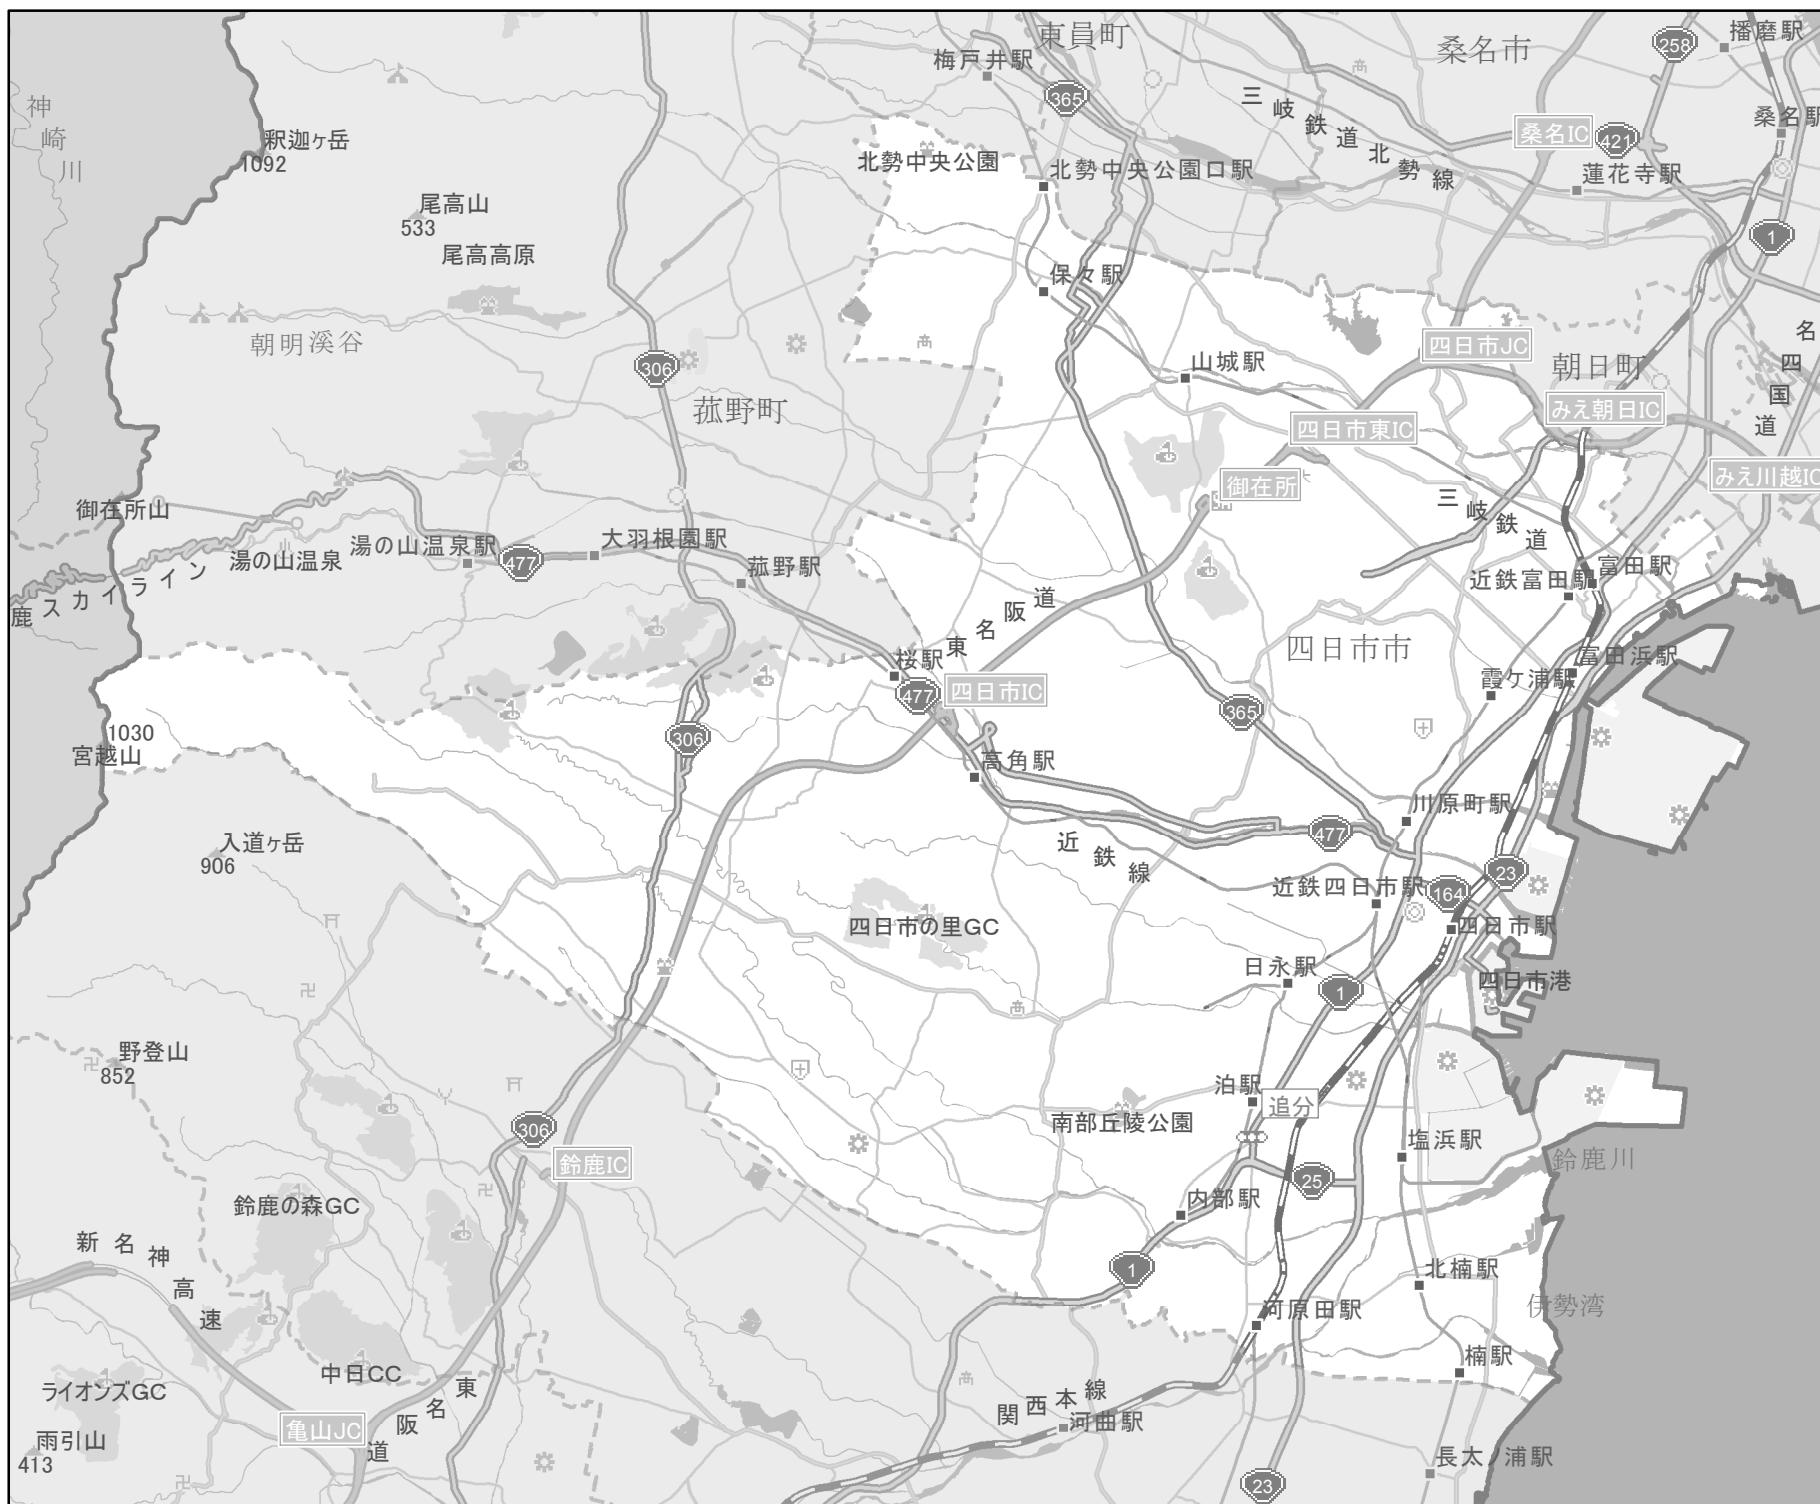 東員町
桑名市
258
播磨駅
梅戸井駅
365
三岐鉄道北勢線
神崎川
釈迦ヶ岳
1092
桑名IC
421
桑名駅
北勢中央公園
北勢中央公園口駅
蓮花寺駅
尾高山
533
尾高高原
1
保々駅
朝明溪谷
306
四日市JC
名四国道
山城駅
朝日町
菰野町
みえ朝日IC
四日市東IC
御在所
みえ川越IC
御在所山
三岐鉄道
湯の山温泉
湯の山温泉駅
477
大羽根園駅
菰野駅
鹿スカイライン
近鉄富田駅
富田駅
東名阪道
四日市市
桜駅
477
四日市IC
富田浜駅
霞ケ浦駅
365
1030
宮越山
306
高角駅
川原町駅
477
入道ヶ岳
906
近鉄線
23
近鉄四日市駅
164
四日市の里GC
四日市駅
日永駅
1
四日市港
野登山
852
泊駅
追分
南部丘陵公園
306
塩浜駅
鈴鹿IC
鈴鹿川
25
内部駅
鈴鹿の森GC
新名神高速
1
北楠駅
伊勢湾
河原田駅
楠駅
中日CC
ライオンズGC
東名阪道
関西本線
河曲駅
亀山JC
雨引山
413
長太ノ浦駅
23